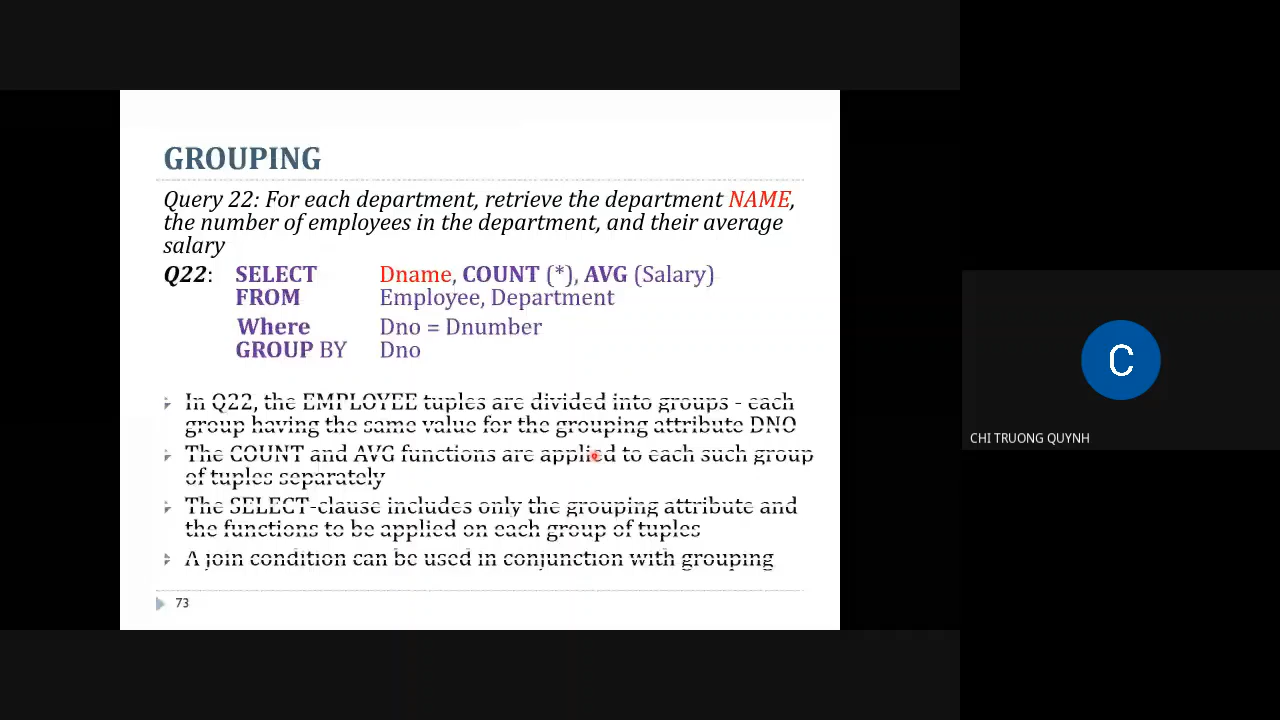 GROUPING
Query 22: For each department, retrieve the department NAME,
the number of employees in the department, and their average
salary
Q22: SELECT Dname, COUNT (*), AVG (Salary)
FROM Employee, Department
Where Dno = Dnumber
GROUP BY Dno
In Q22, the EMPLOYEE tuples are divided into groups - each
group having the same value for the grouping attribute DNO
The COUNT and AVG functions are applied to each such group
of tuples separately
The SELECT-clause includes only the grouping attribute and
the functions to be applied on each group of tuples
A join condition can be used in conjunction with grouping
73
C
CHI TRUONG QUYNH